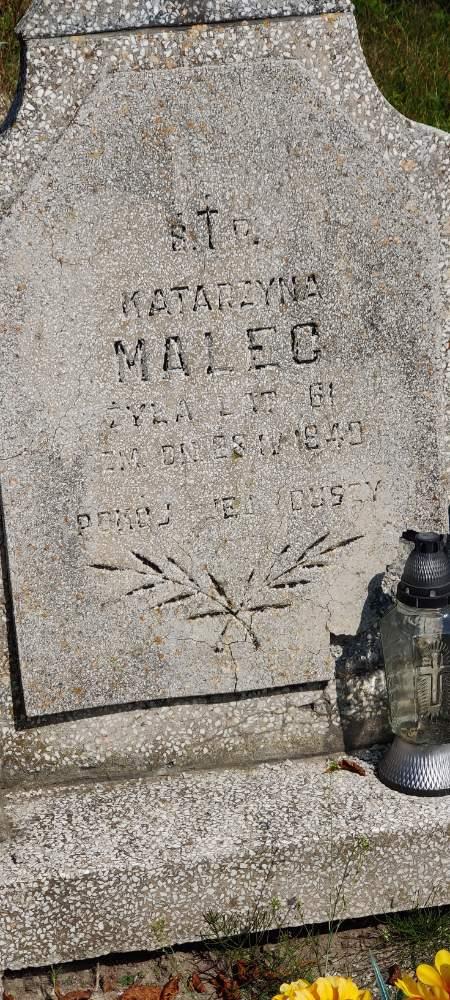 Ś.†P.
KATARZYNA
MALEC
ŻYŁA LAT 61
ZM. DN. 28 IV 1940
POKÓJ JEJ DUSZY